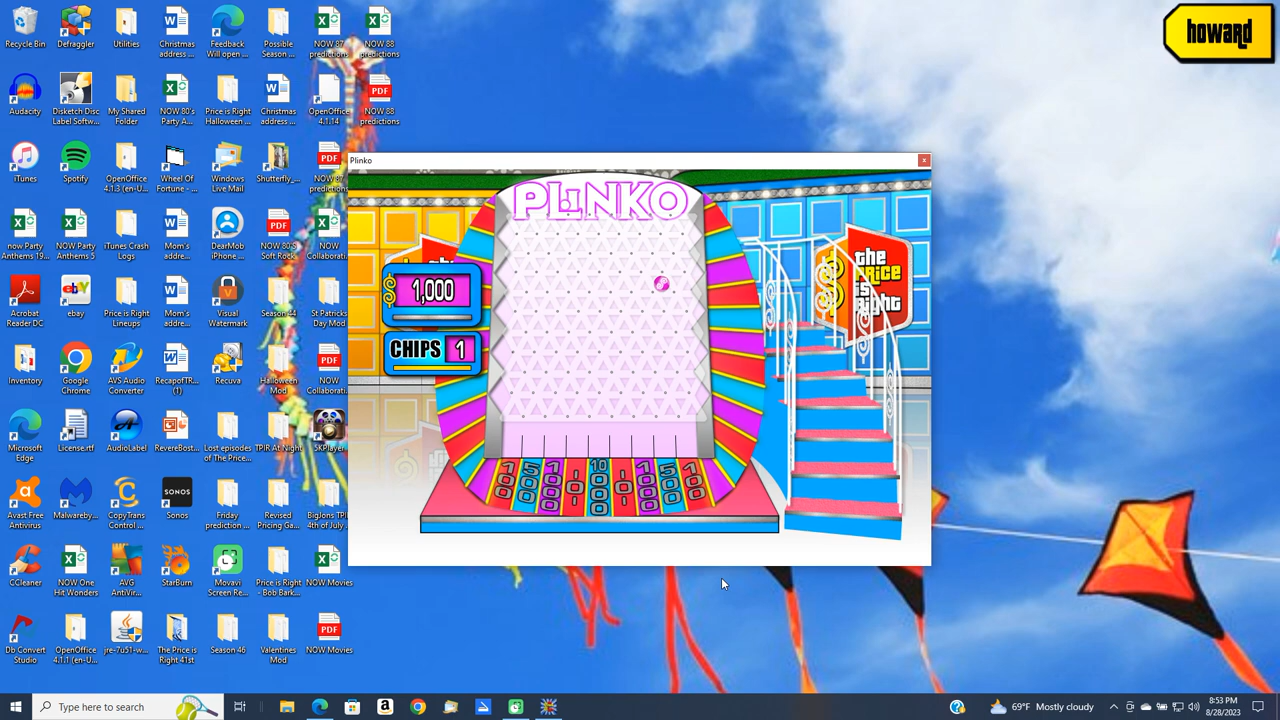 Recycle Bin
Defraggler
Utilities
Christmas
address ...
Feedback
Will open ...
Possible
Season ...
NOW 87
predictions
NOW 88
predictions
howard
Audacity
Disketch Disc
Label Softw...
My Shared
Folder
NOW 80's
Party A...
Price is Right
Halloween ...
Christmas
address ...
OpenOffice
4.1.14
NOW 88
predictions
iTunes
Spotify
OpenOffice
4.1.3 (en-U...
Wheel Of
Fortune - ...
Windows
Live Mail
Shutterfly_...
NOW 87
predictions
now Party
Anthems 19...
NOW Party
Anthems 5
iTunes Crash
Logs
Mom's
addre...
DearMob
iPhone ...
NOW 80'S
Soft Rock
NOW
Collaborati...
Acrobat
Reader DC
ebay
Price is Right
Lineups
Mom's
addre...
Visual
Watermark
Season 44
St Patricks
Day Mod
Inventory
Google
Chrome
AVS Audio
Converter
RecapofTR...
(1)
Recuva
Halloween
Mod
NOW
Collaborati...
Microsoft
Edge
License.rtf
AudioLabel
RevereBost...
Lost episodes
of The Price...
TPIR At Night
SKPlayer
Avast Free
Antivirus
Malwareby...
CopyTrans
Control ...
Sonos
Friday
prediction ...
Revised
Pricing Ga...
BigJons TPI
4th of July ...
CCleaner
NOW One
Hit Wonders
AVG
AntiVir...
StarBurn
Movavi
Screen Re...
Price is Right
- Bob Bark...
NOW Movies
Db Convert
Studio
OpenOffice
4.1.1 (en-U...
jre-7u51-w...
The Price is
Right 41st
Season 46
Valentines
Mod
NOW Movies
Plinko
PLINKO
$ 1,000
CHIPS 1
the
PRICE
is
Right
100 500 1000 0 10000 0 1000 500 100
Type here to search
69°F Mostly cloudy
8:53 PM
8/28/2023